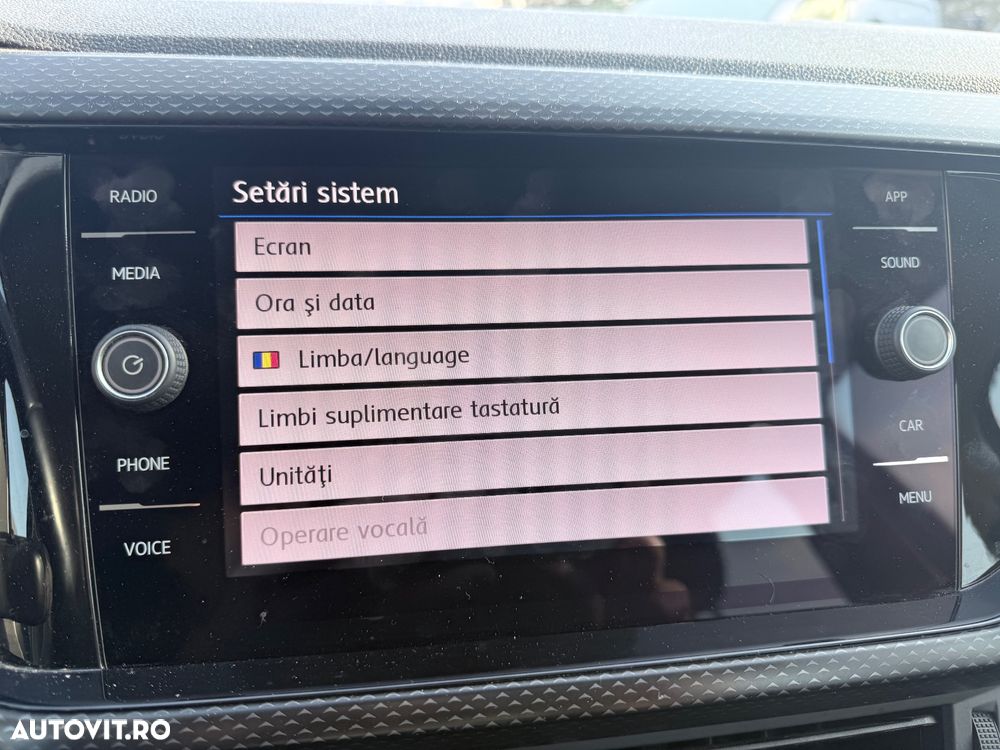 RADIO
MEDIA
PHONE
VOICE
Setări sistem
Ecran
Ora şi data
Limba/language
Limbi suplimentare tastatură
Unităţi
Operare vocală
APP
SOUND
CAR
MENU
AUTOVIT.RO